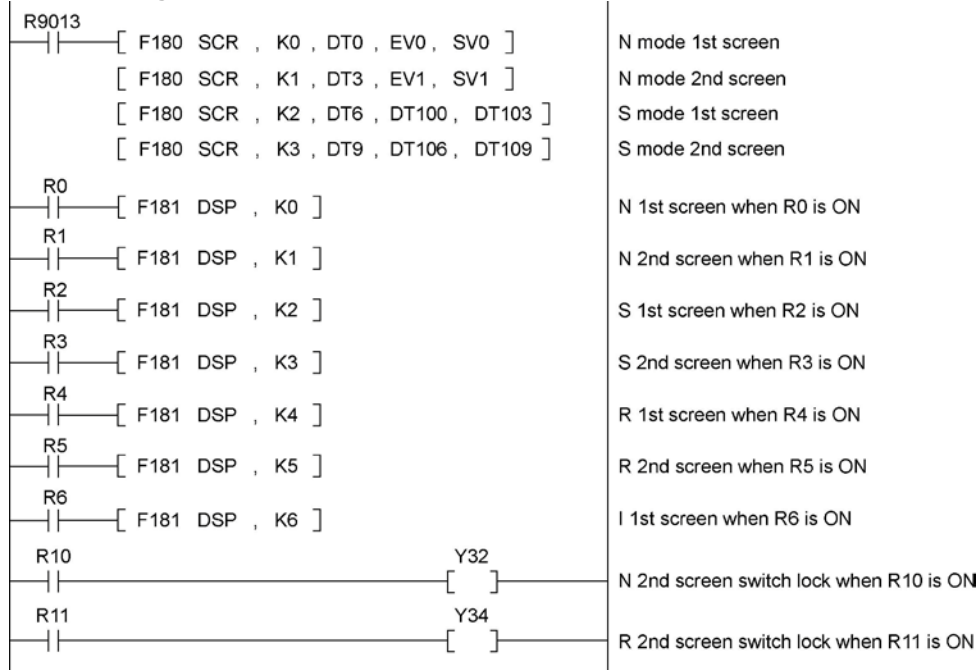 R9013
[ F180 SCR , K0 , DT0 , EV0 , SV0 ] N mode 1st screen
[ F180 SCR , K1 , DT3 , EV1 , SV1 ] N mode 2nd screen
[ F180 SCR , K2 , DT6 , DT100 , DT103 ] S mode 1st screen
[ F180 SCR , K3 , DT9 , DT106 , DT109 ] S mode 2nd screen
R0
[ F181 DSP , K0 ] N 1st screen when R0 is ON
R1
[ F181 DSP , K1 ] N 2nd screen when R1 is ON
R2
[ F181 DSP , K2 ] S 1st screen when R2 is ON
R3
[ F181 DSP , K3 ] S 2nd screen when R3 is ON
R4
[ F181 DSP , K4 ] R 1st screen when R4 is ON
R5
[ F181 DSP , K5 ] R 2nd screen when R5 is ON
R6
[ F181 DSP , K6 ] I 1st screen when R6 is ON
R10 Y32
[ ] N 2nd screen switch lock when R10 is ON
R11 Y34
[ ] R 2nd screen switch lock when R11 is ON